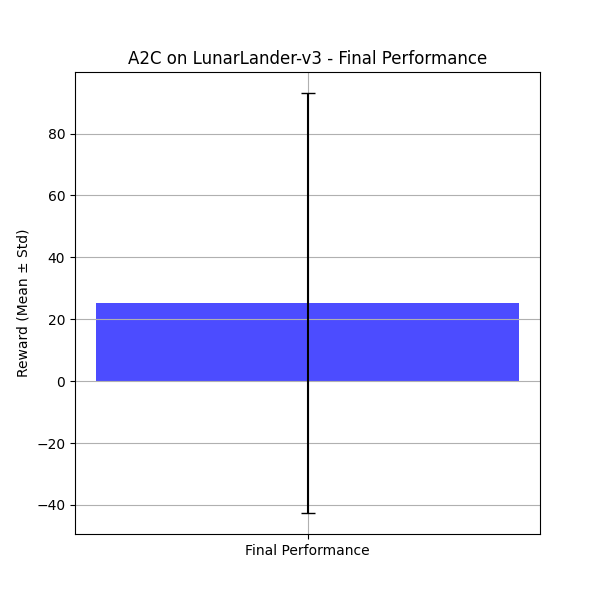 A2C on LunarLander-v3 - Final Performance
Reward (Mean ± Std)
80
60
40
20
0
−20
−40
Final Performance